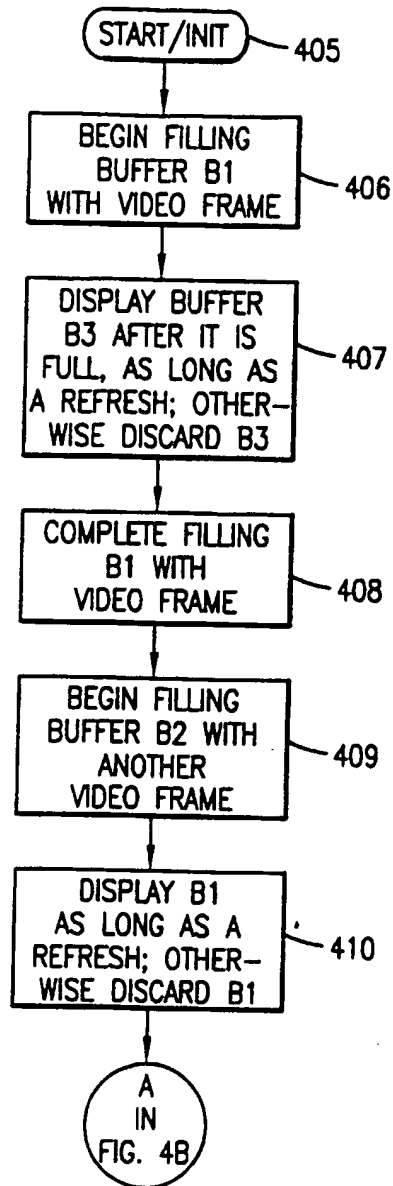 START/INIT
405
BEGIN FILLING
BUFFER B1
WITH VIDEO FRAME
406
DISPLAY BUFFER
B3 AFTER IT IS
FULL, AS LONG AS
A REFRESH; OTHER-
WISE DISCARD B3
407
COMPLETE FILLING
B1 WITH
VIDEO FRAME
408
BEGIN FILLING
BUFFER B2 WITH
ANOTHER
VIDEO FRAME
409
DISPLAY B1
AS LONG AS A
REFRESH; OTHER-
WISE DISCARD B1
410
A
IN
FIG. 4B